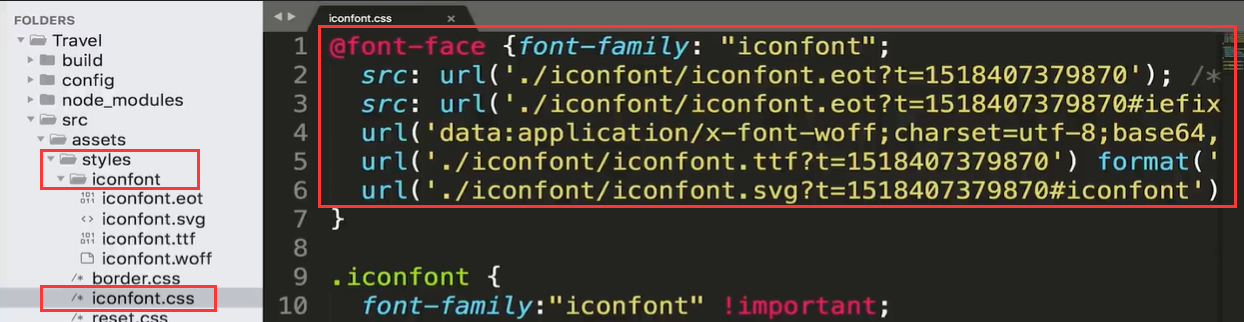 FOLDERS
Travel
build
config
node_modules
src
assets
styles
iconfont
iconfont.eot
iconfont.svg
iconfont.ttf
iconfont.woff
border.css
iconfont.css
reset.css
iconfont.css ×
1 @font-face {font-family: "iconfont";
2 src: url('./iconfont/iconfont.eot?t=1518407379870'); /*
3 src: url('./iconfont/iconfont.eot?t=1518407379870#iefix
4 url('data:application/x-font-woff;charset=utf-8;base64,
5 url('./iconfont/iconfont.ttf?t=1518407379870') format('
6 url('./iconfont/iconfont.svg?t=1518407379870#iconfont')
7 }
8
9 .iconfont {
10 font-family:"iconfont" !important;